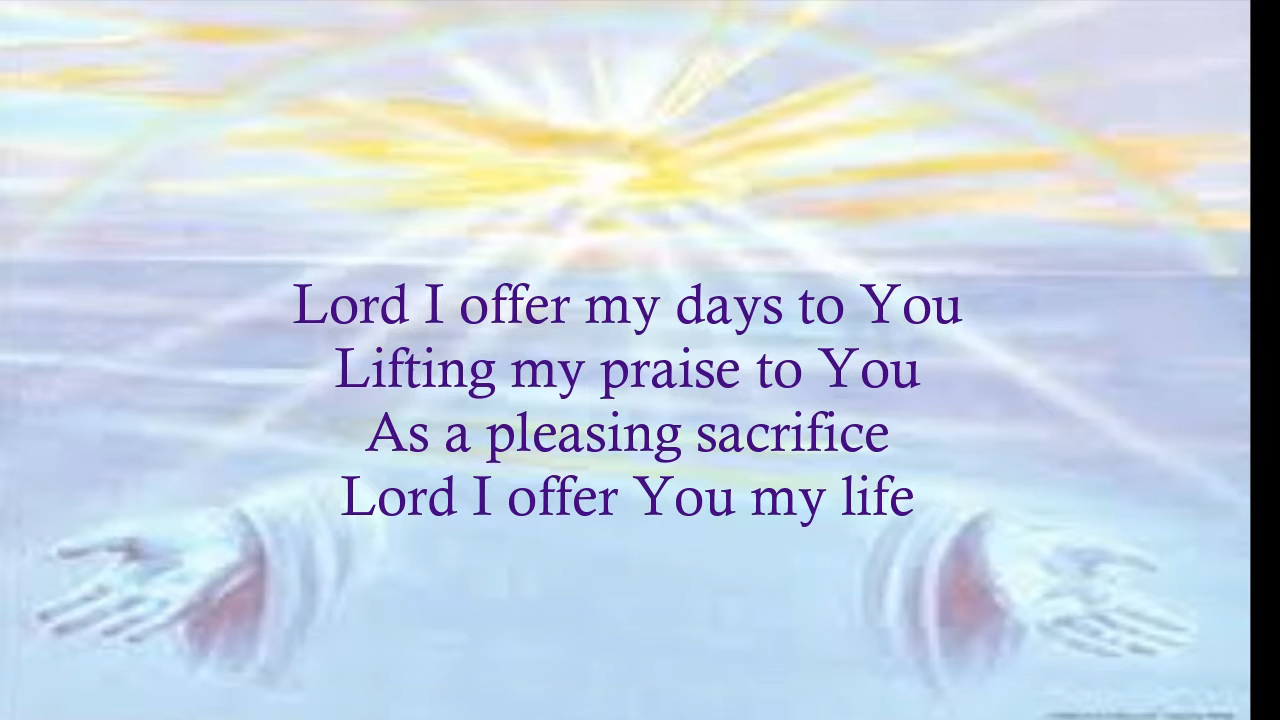 Lord I offer my days to You
Lifting my praise to You
As a pleasing sacrifice
Lord I offer You my life